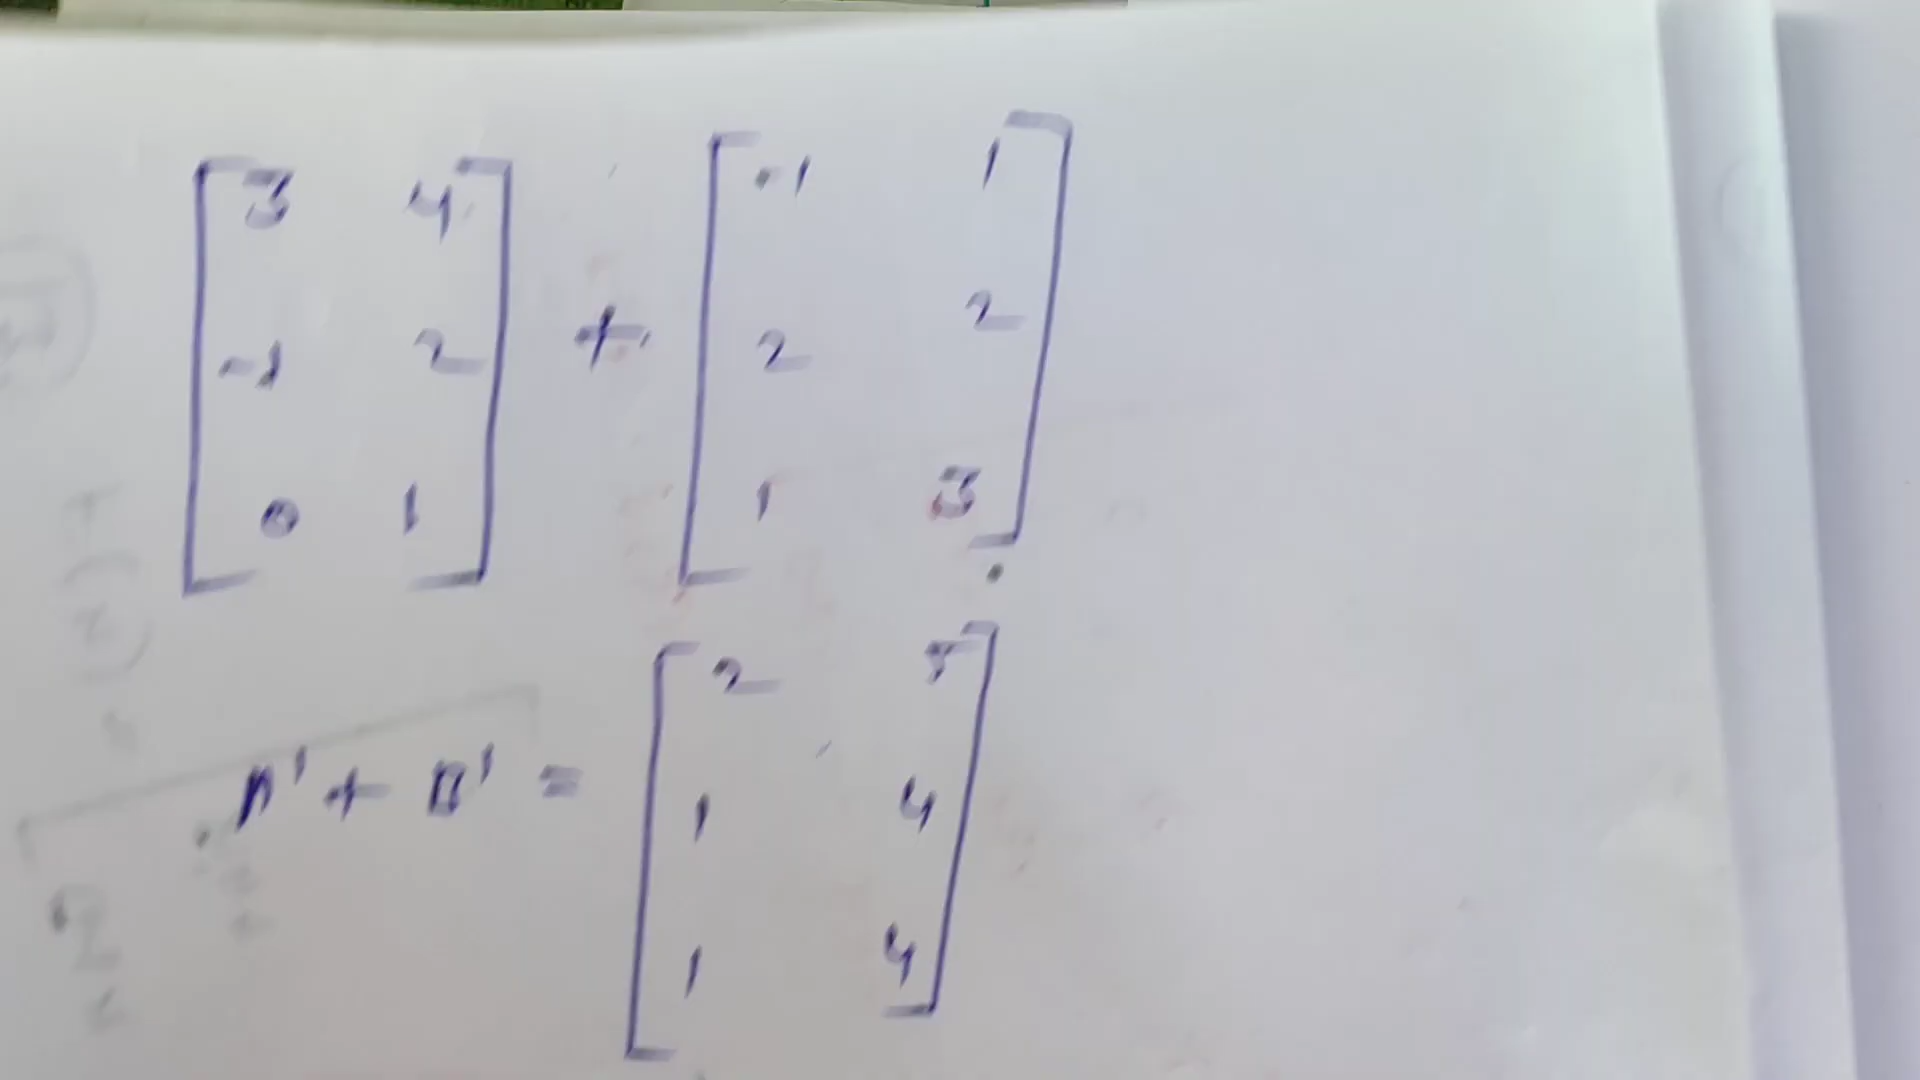 [ 3 4 ] + [ -1 1 ]
[ -1 2 ] [ 2 2 ]
[ 0 1 ] [ 1 3 ]
A' + B' = [ 2 5 ]
[ 1 4 ]
[ 1 4 ]